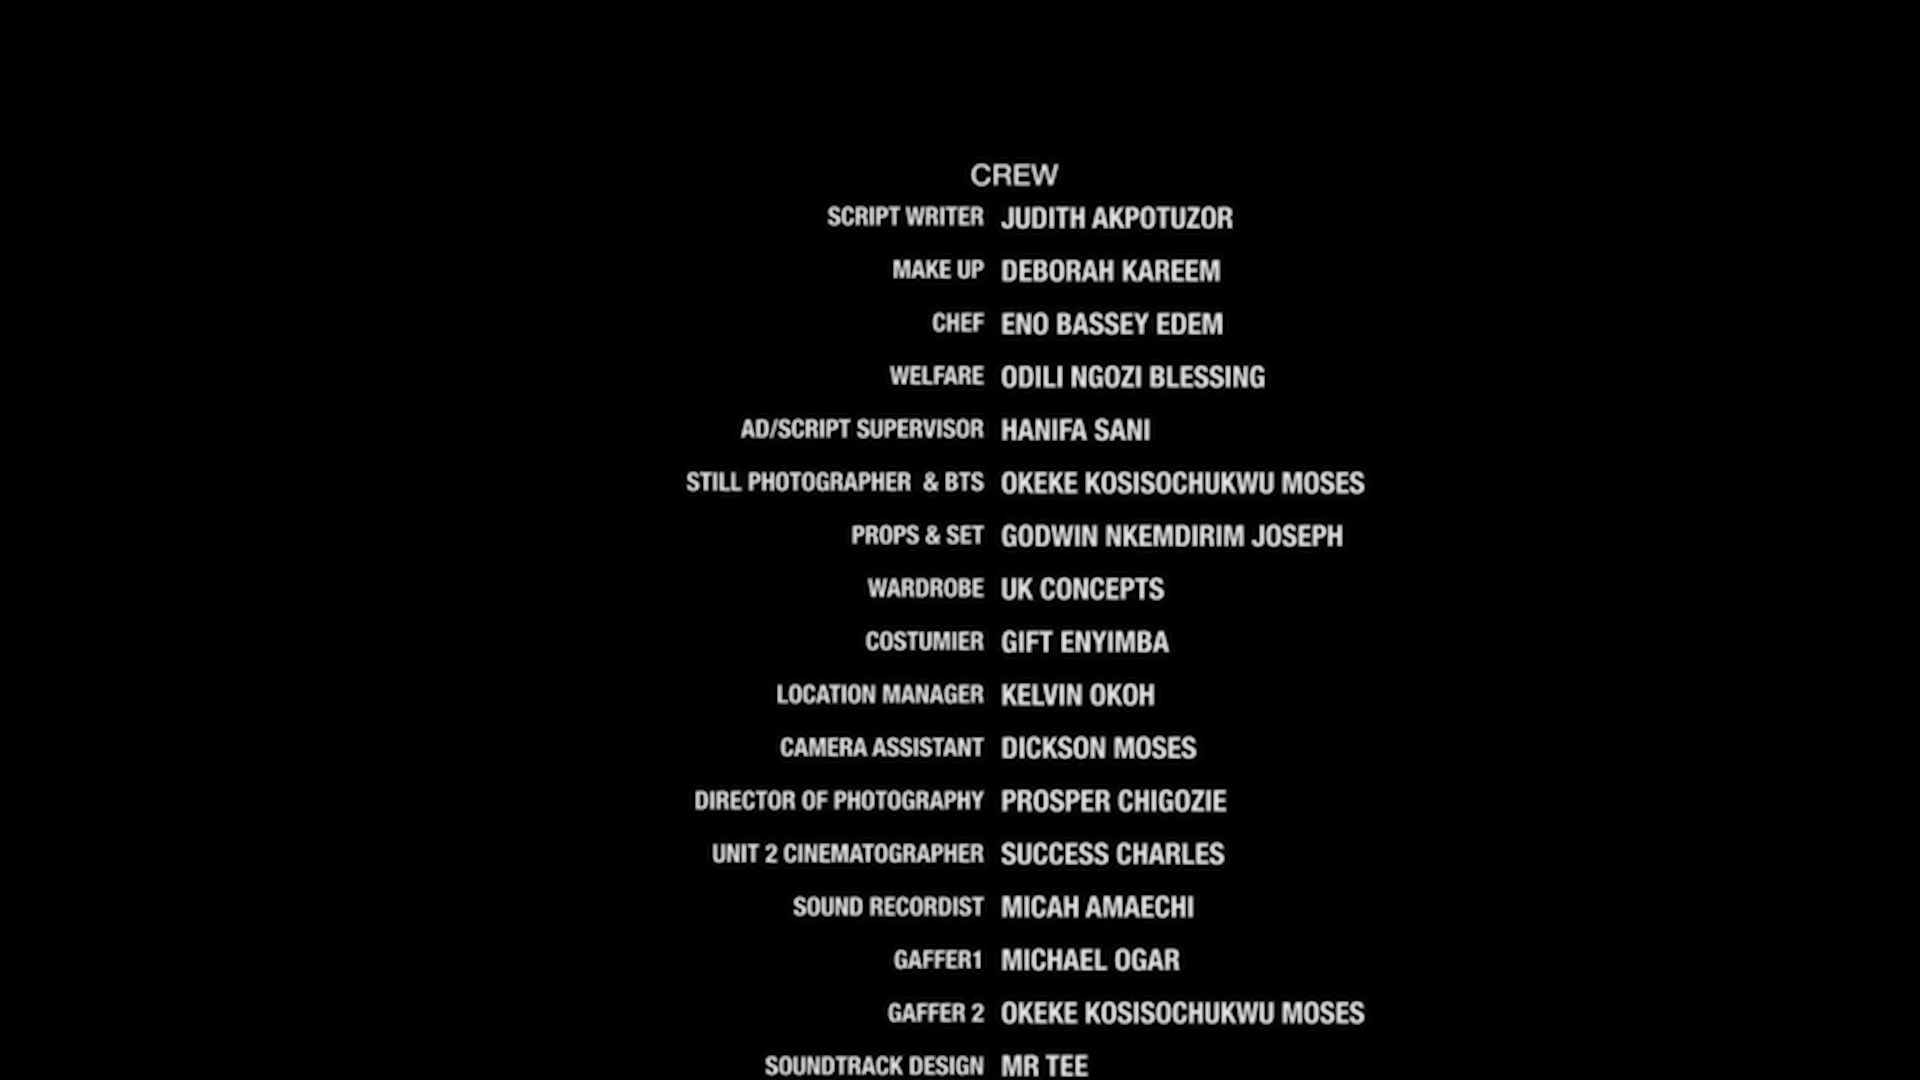 CREW
SCRIPT WRITER JUDITH AKPOTUZOR
MAKE UP DEBORAH KAREEM
CHEF ENO BASSEY EDEM
WELFARE ODILI NGOZI BLESSING
AD/SCRIPT SUPERVISOR HANIFA SANI
STILL PHOTOGRAPHER & BTS OKEKE KOSISOCHUKWU MOSES
PROPS & SET GODWIN NKEMDIRIM JOSEPH
WARDROBE UK CONCEPTS
COSTUMIER GIFT ENYIMBA
LOCATION MANAGER KELVIN OKOH
CAMERA ASSISTANT DICKSON MOSES
DIRECTOR OF PHOTOGRAPHY PROSPER CHIGOZIE
UNIT 2 CINEMATOGRAPHER SUCCESS CHARLES
SOUND RECORDIST MICAH AMAECHI
GAFFER1 MICHAEL OGAR
GAFFER 2 OKEKE KOSISOCHUKWU MOSES
SOUNDTRACK DESIGN MR TEE